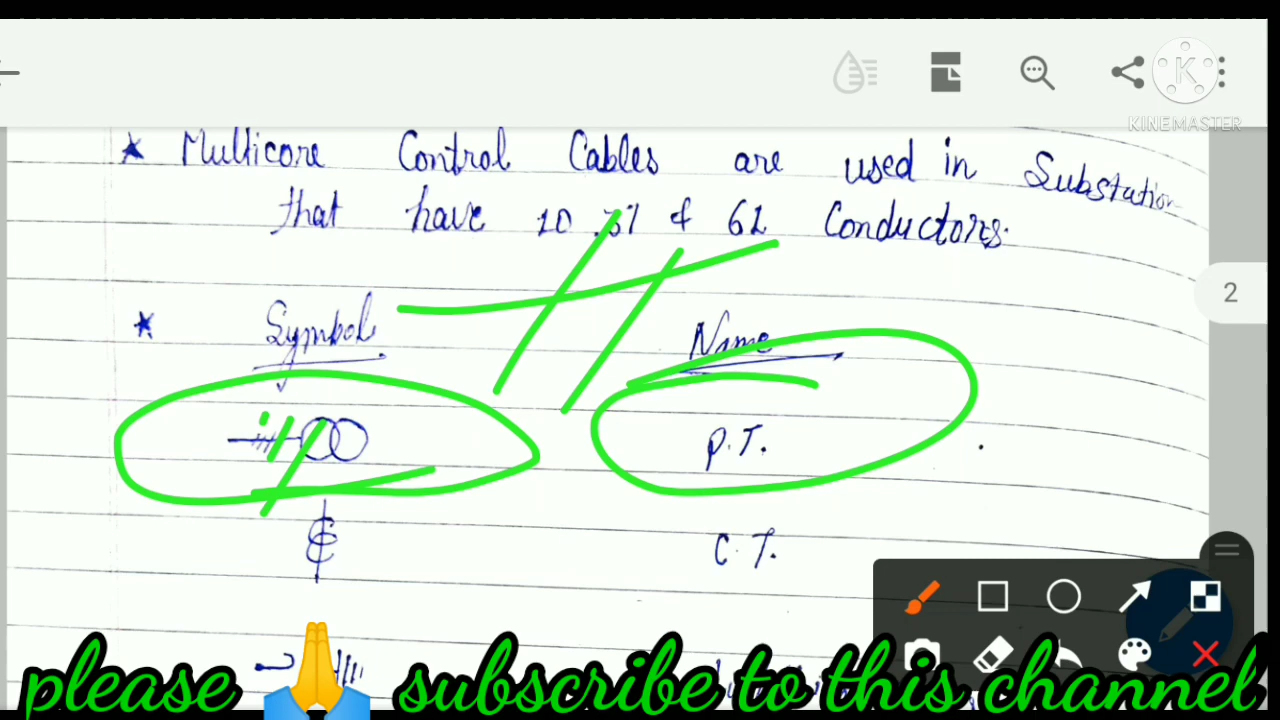 KINEMASTER
★ Multicore Control Cables are used in Substation
that have 10 .37 & 61 Conductors.
2
★ Symbol Name
P.T.
C.T.
please 🙏 subscribe to this channel